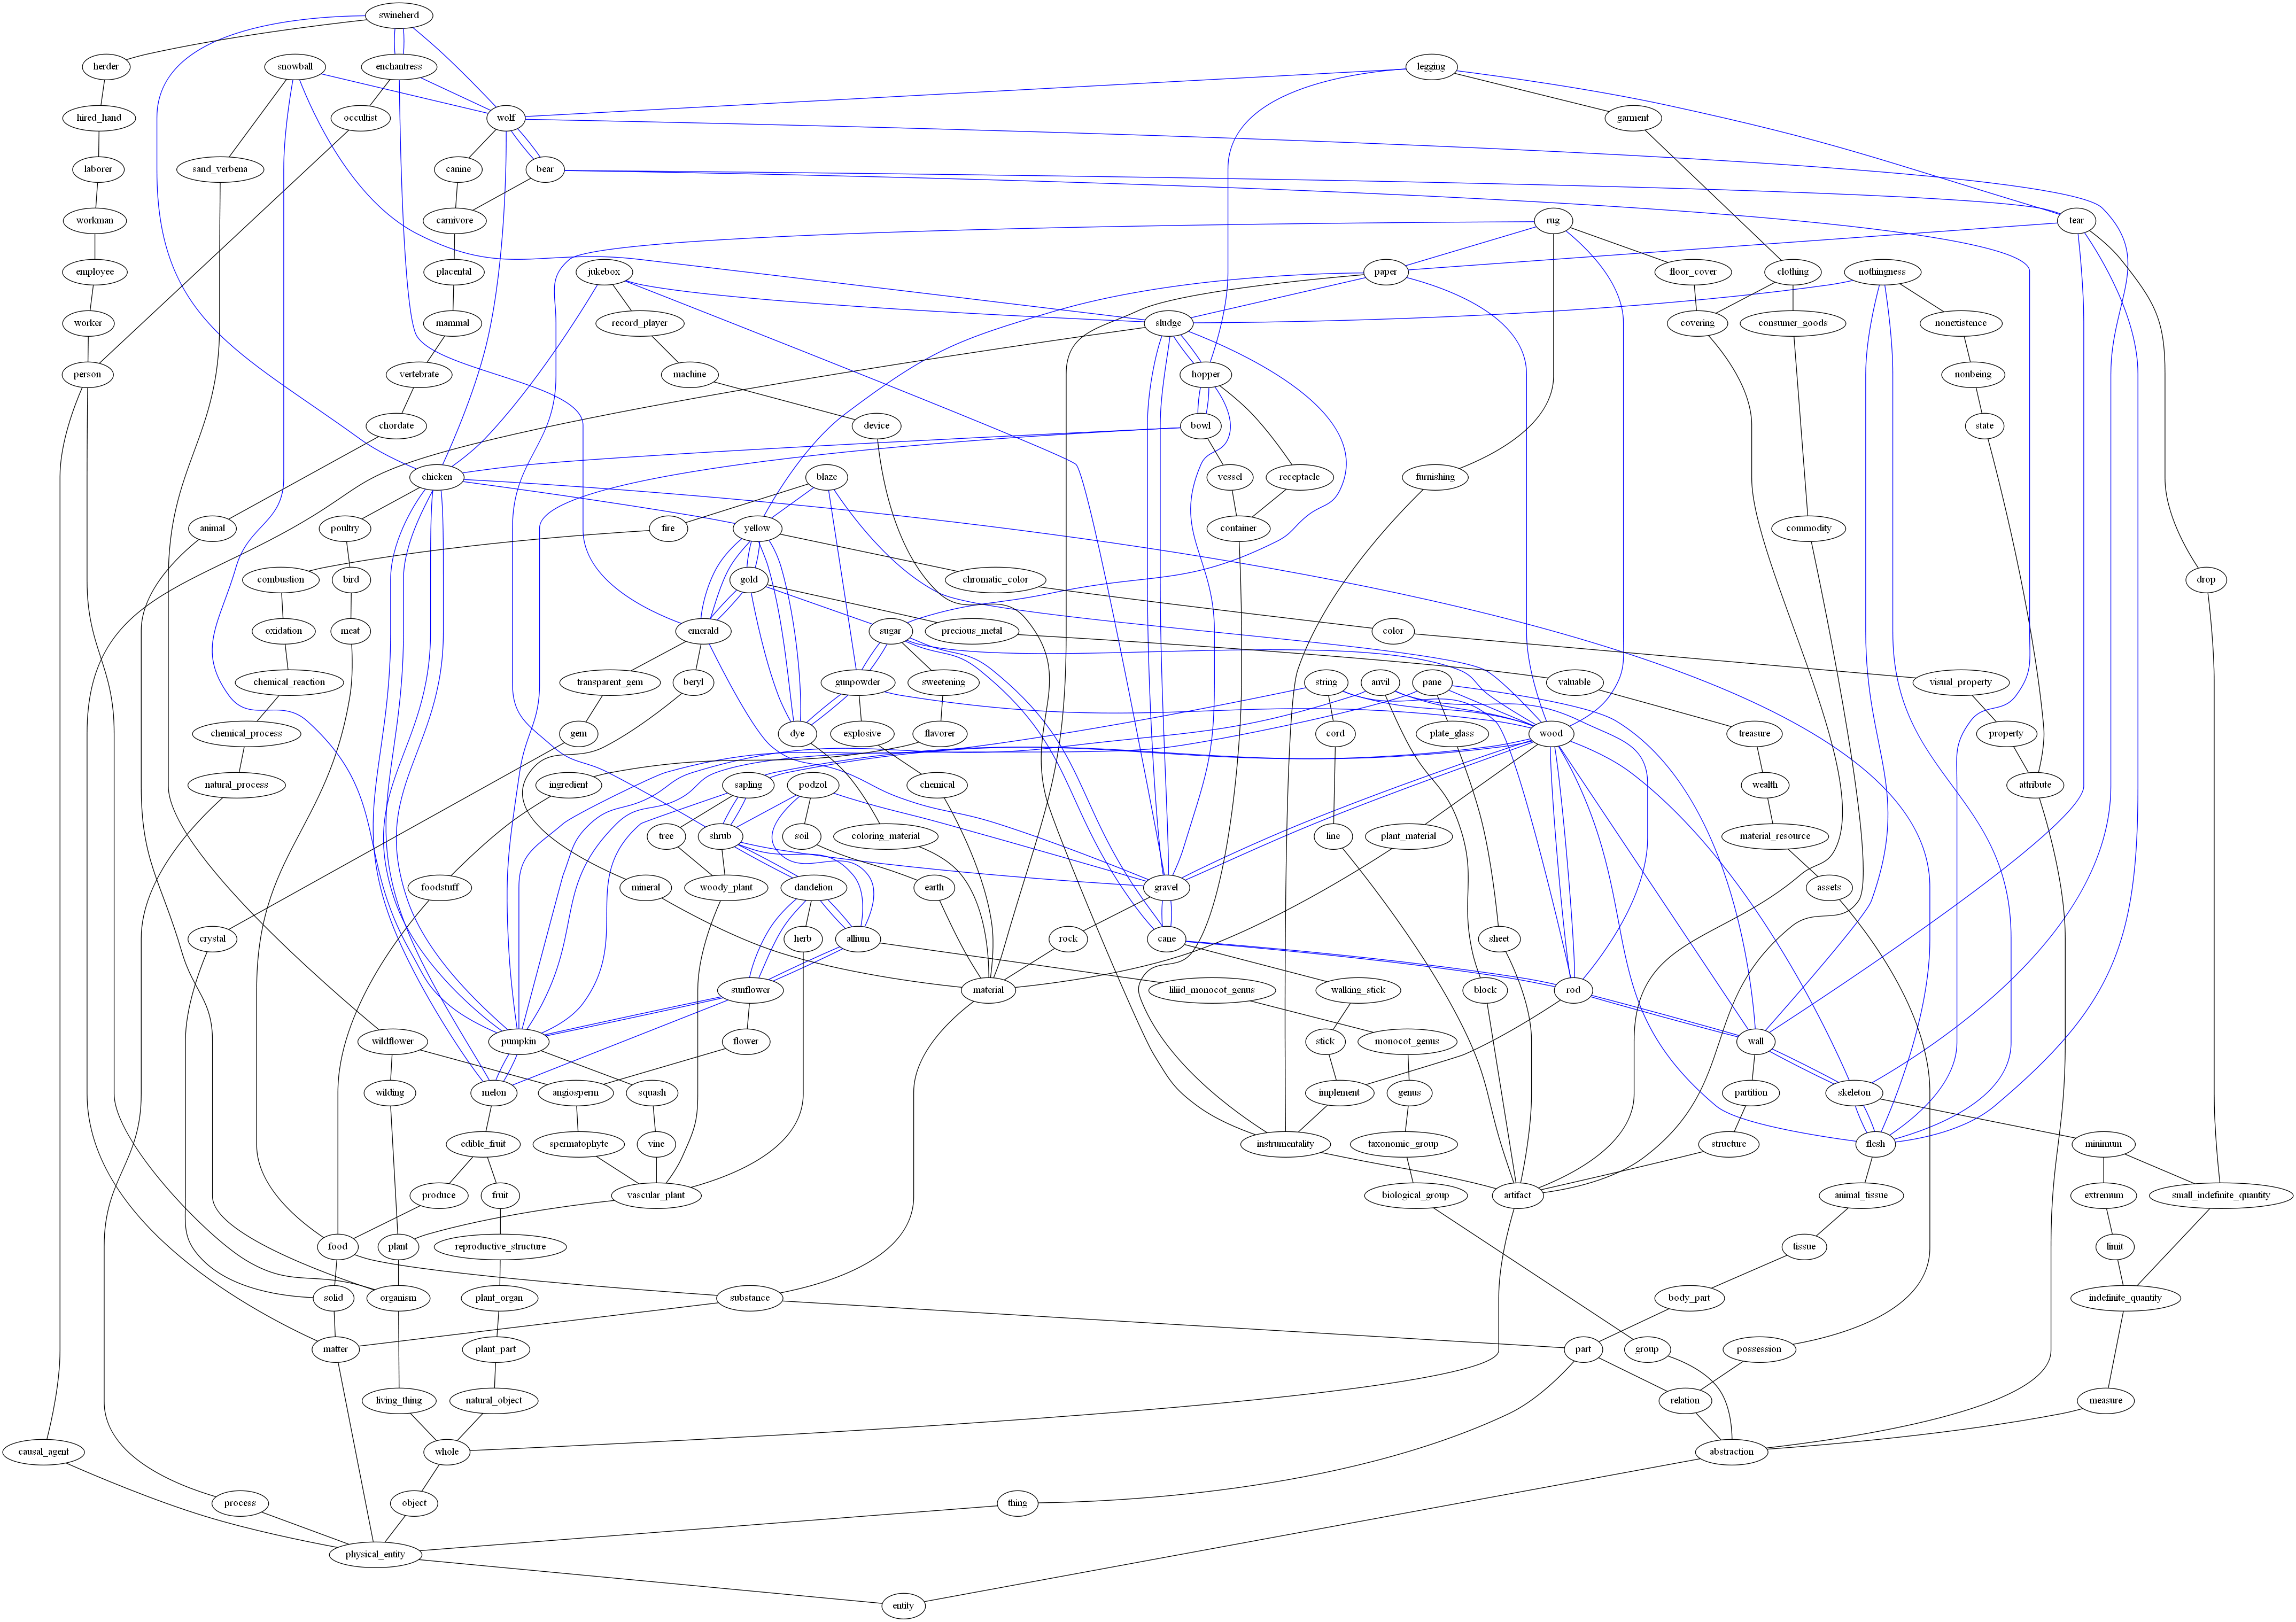 swineherd
herder
snowball
enchantress
legging
hired_hand
occultist
wolf
garment
laborer
sand_verbena
canine
bear
workman
carnivore
rug
tear
employee
placental
jukebox
paper
floor_cover
clothing
nothingness
worker
mammal
record_player
sludge
covering
consumer_goods
nonexistence
person
vertebrate
machine
hopper
nonbeing
chordate
device
bowl
state
chicken
blaze
vessel
receptacle
furnishing
animal
poultry
fire
yellow
container
commodity
combustion
bird
gold
chromatic_color
drop
oxidation
meat
emerald
sugar
precious_metal
color
chemical_reaction
transparent_gem
beryl
gunpowder
sweetening
string
anvil
pane
valuable
visual_property
chemical_process
gem
dye
explosive
flavorer
cord
plate_glass
wood
treasure
property
natural_process
ingredient
sapling
podzol
chemical
wealth
attribute
tree
shrub
soil
coloring_material
line
plant_material
material_resource
foodstuff
mineral
woody_plant
dandelion
earth
gravel
assets
crystal
herb
allium
rock
cane
sheet
sunflower
material
liliid_monocot_genus
walking_stick
block
rod
wildflower
pumpkin
flower
stick
monocot_genus
wall
wilding
melon
angiosperm
squash
implement
genus
partition
skeleton
edible_fruit
spermatophyte
vine
instrumentality
taxonomic_group
structure
flesh
minimum
produce
fruit
vascular_plant
biological_group
artifact
animal_tissue
extremum
small_indefinite_quantity
food
plant
reproductive_structure
tissue
limit
solid
organism
plant_organ
substance
body_part
indefinite_quantity
matter
plant_part
part
group
possession
living_thing
natural_object
relation
measure
causal_agent
whole
abstraction
process
object
thing
physical_entity
entity